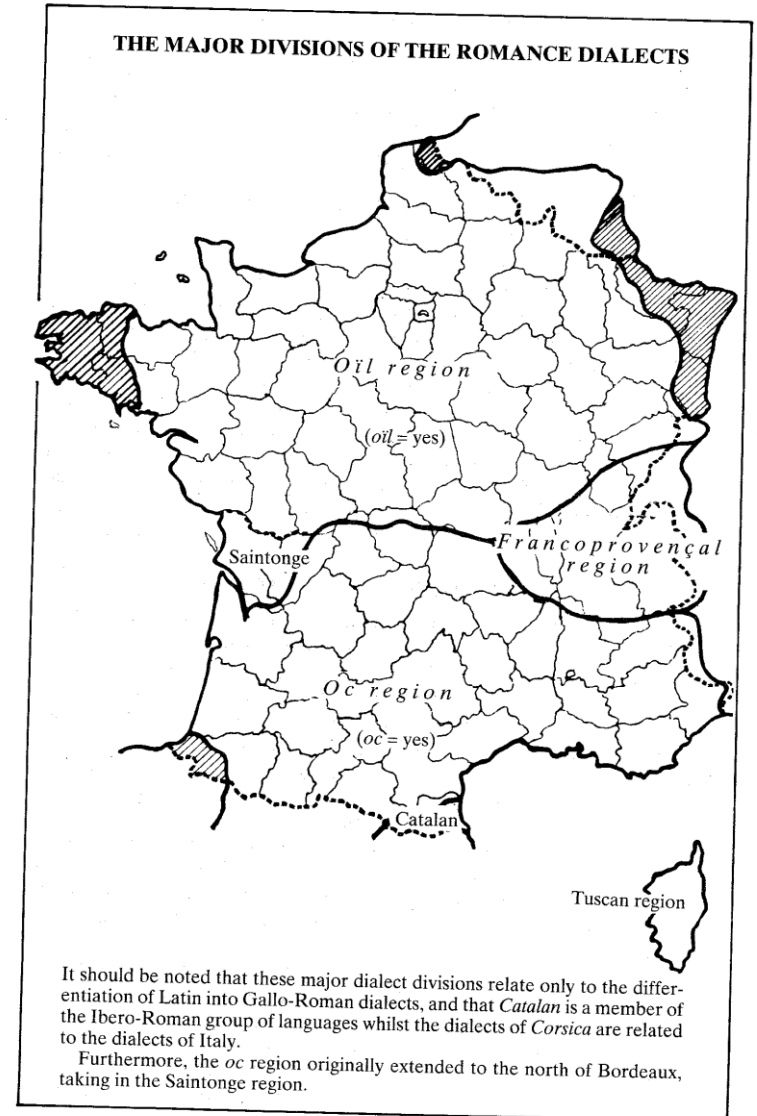 THE MAJOR DIVISIONS OF THE ROMANCE DIALECTS
Oïl region
(oïl = yes)
Francoprovençal
region
Saintonge
Oc region
(oc = yes)
Catalan
Tuscan region
It should be noted that these major dialect divisions relate only to the differ-
entiation of Latin into Gallo-Roman dialects, and that Catalan is a member of
the Ibero-Roman group of languages whilst the dialects of Corsica are related
to the dialects of Italy.
Furthermore, the oc region originally extended to the north of Bordeaux,
taking in the Saintonge region.